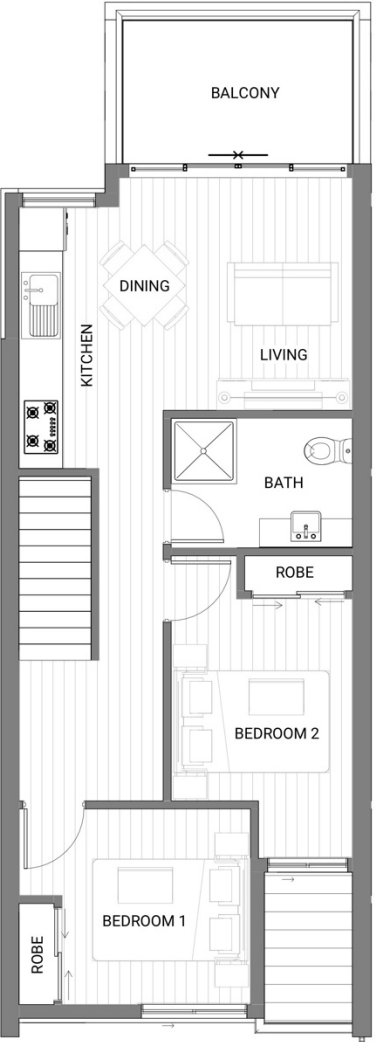 BALCONY
DINING
KITCHEN
LIVING
BATH
ROBE
BEDROOM 2
BEDROOM 1
ROBE